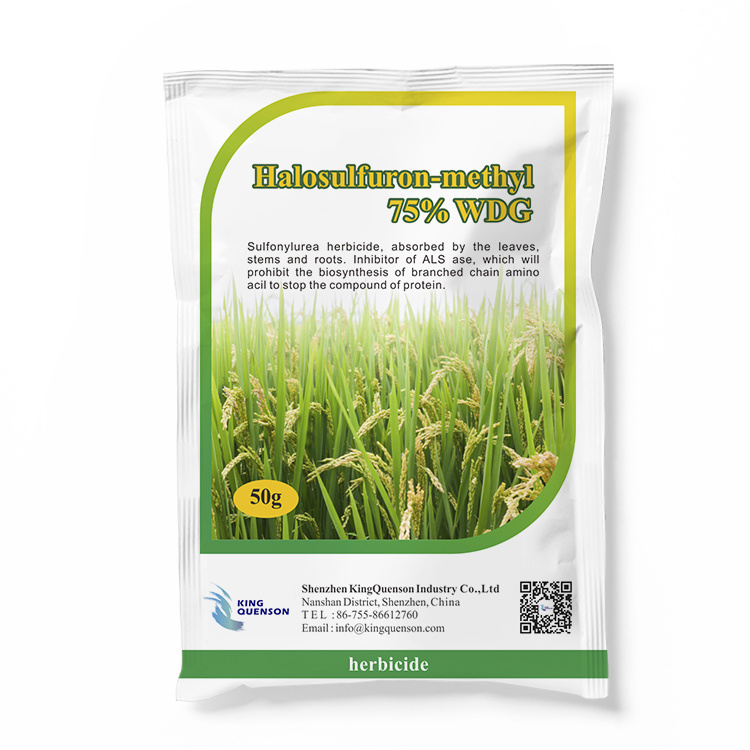 Halosulfuron-methyl
75% WDG
Sulfonylurea herbicide, absorbed by the leaves,
stems and roots. Inhibitor of ALS ase, which will
prohibit the biosynthesis of branched chain amino
acil to stop the compound of protein.
50g
KING
QUENSON
Shenzhen KingQuenson Industry Co.,Ltd
Nanshan District, Shenzhen, China
TEL :86-755-86612760
Email : info@kingquenson.com
herbicide